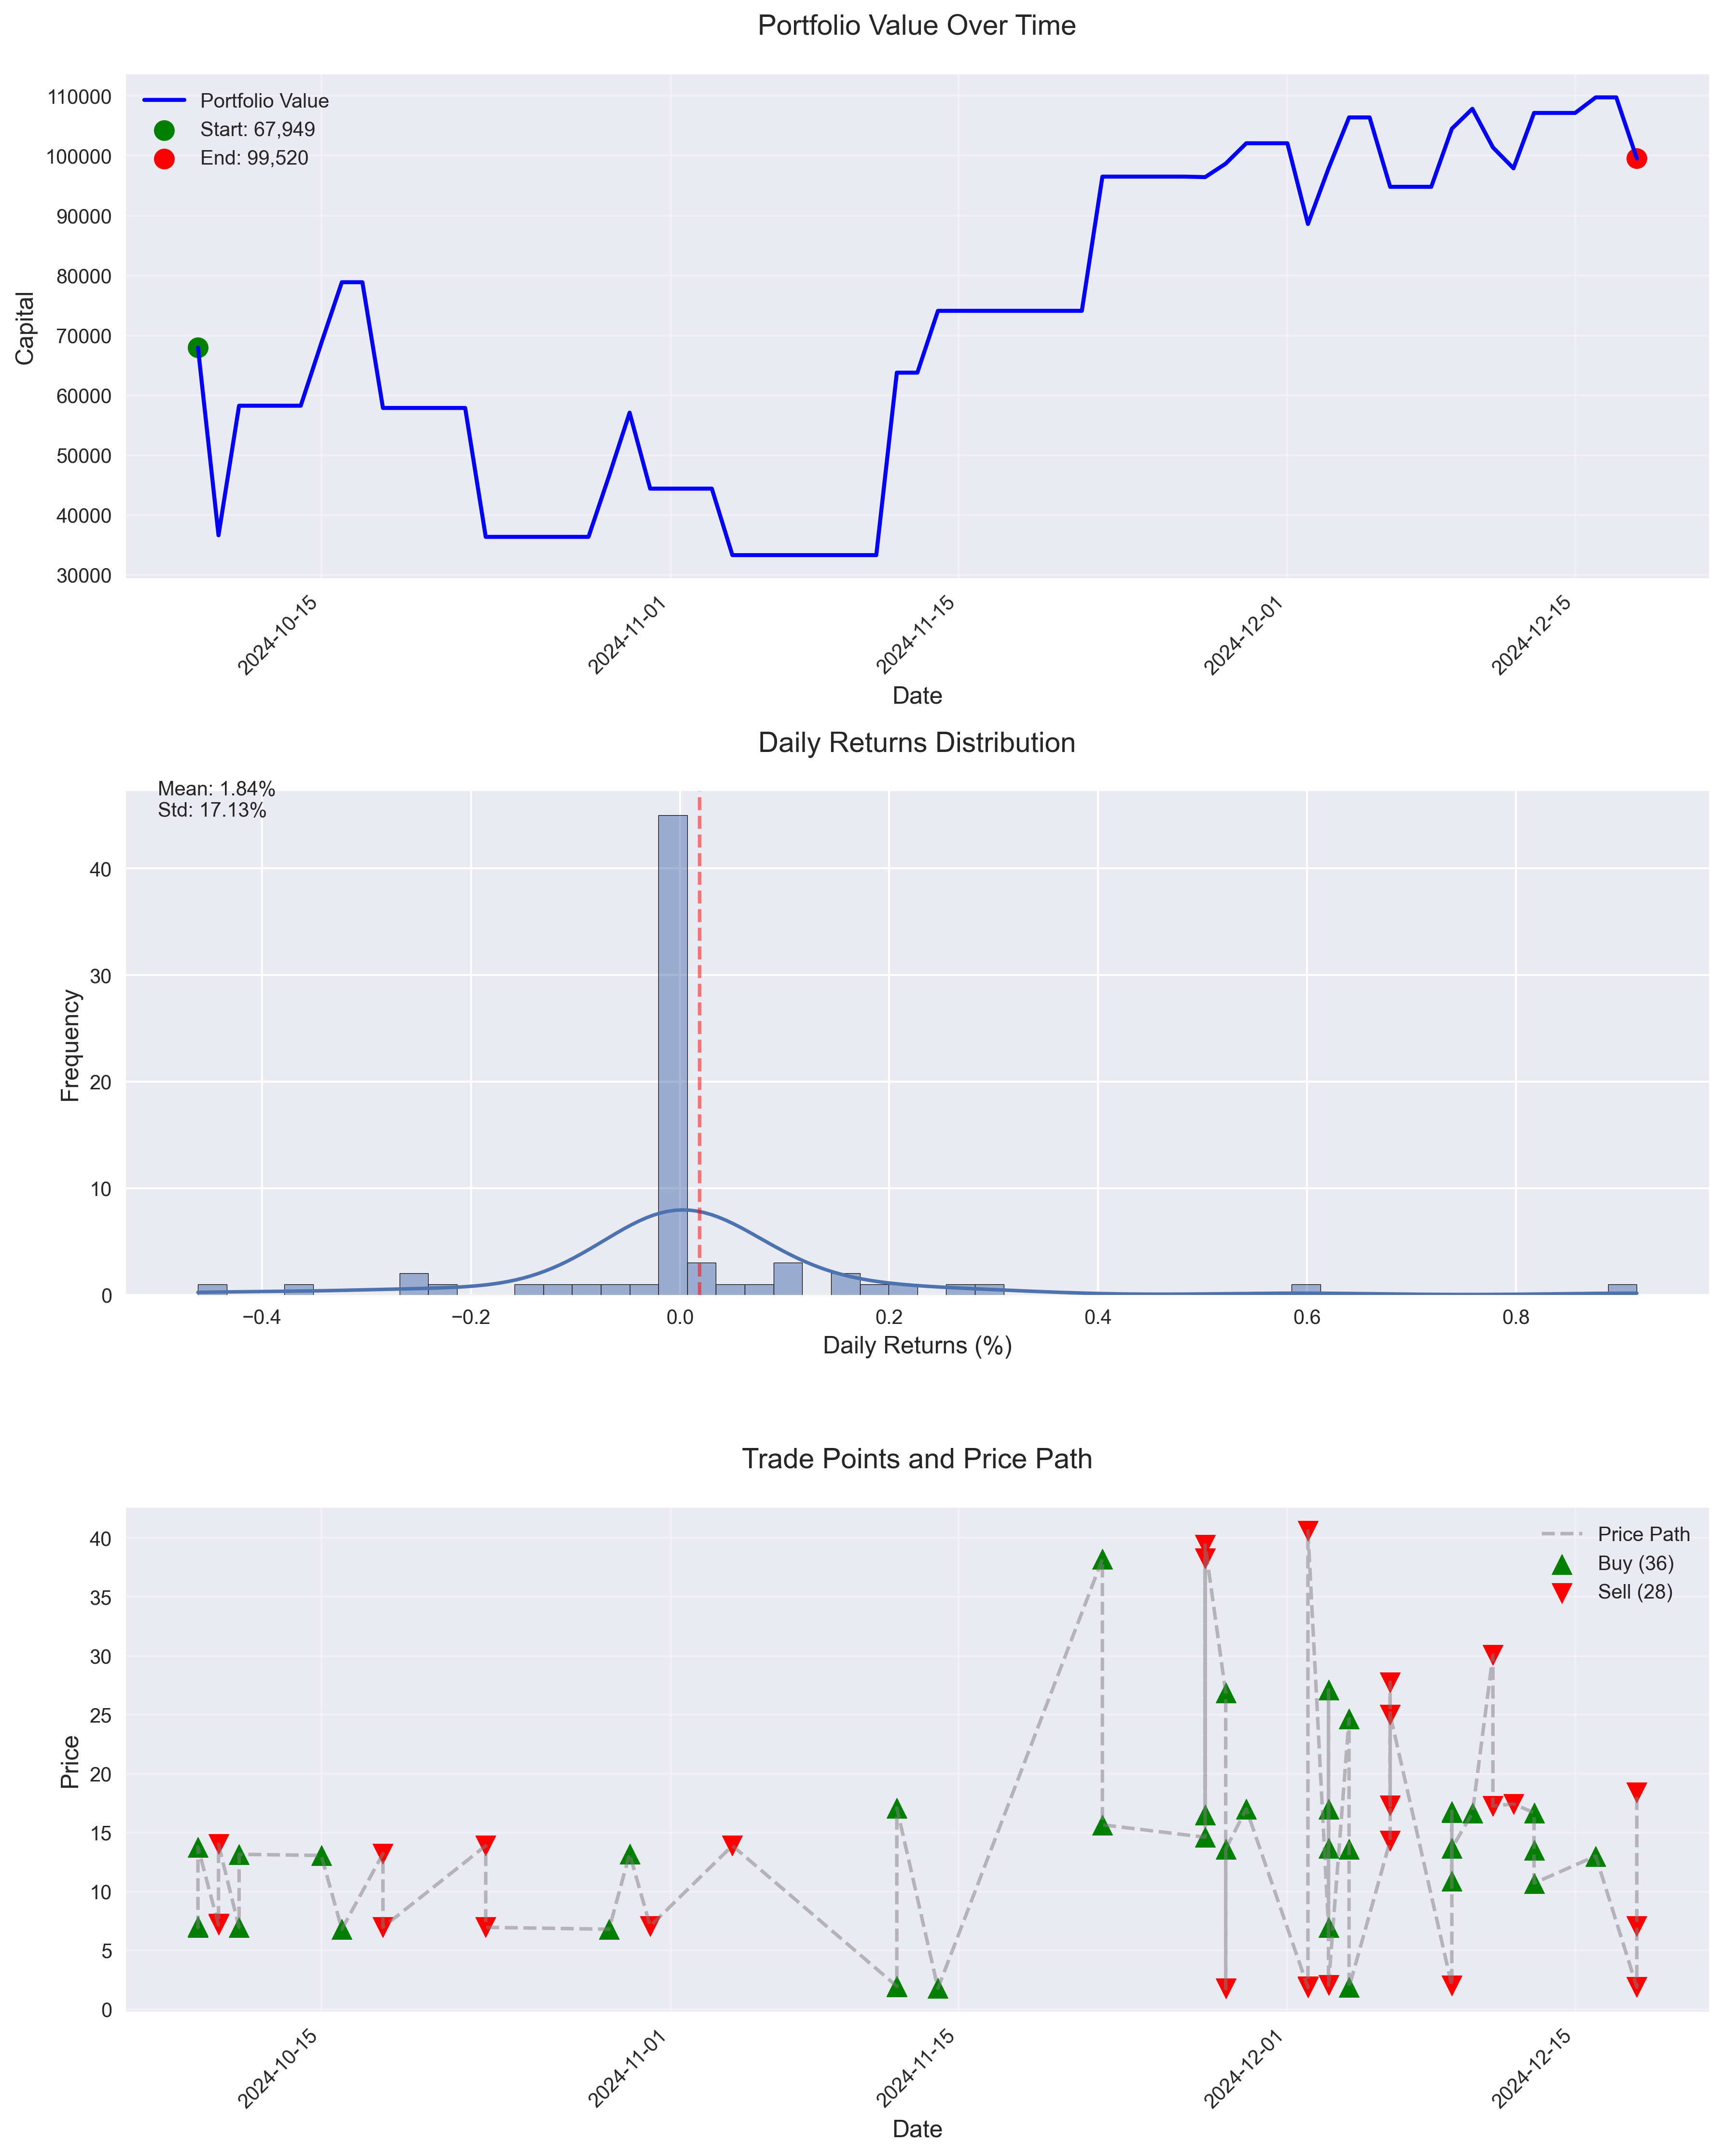 Portfolio Value Over Time
Portfolio Value
Start: 67,949
End: 99,520
110000
100000
90000
80000
70000
60000
50000
40000
30000
Capital
2024-10-15
2024-11-01
2024-11-15
2024-12-01
2024-12-15
Date
Daily Returns Distribution
Mean: 1.84%
Std: 17.13%
40
30
20
10
0
Frequency
−0.4
−0.2
0.0
0.2
0.4
0.6
0.8
Daily Returns (%)
Trade Points and Price Path
Price Path
Buy (36)
Sell (28)
40
35
30
25
20
15
10
5
0
Price
2024-10-15
2024-11-01
2024-11-15
2024-12-01
2024-12-15
Date